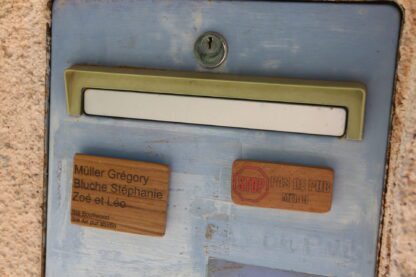 Müller Grégory
Bluche Stéphanie
Zoé et Léo
STOP
PAS DE PUB
MERCI